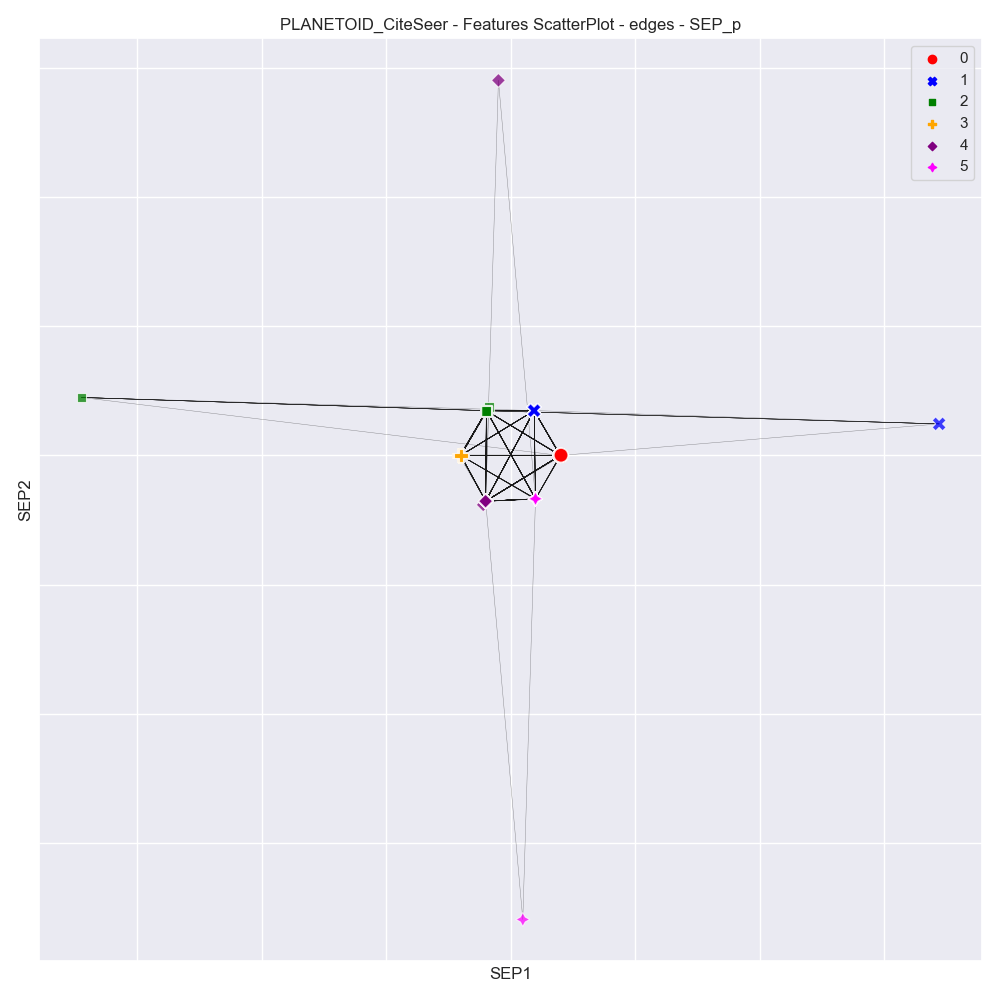 PLANETOID_CiteSeer - Features ScatterPlot - edges - SEP_p
0
1
2
3
4
5
SEP2
SEP1